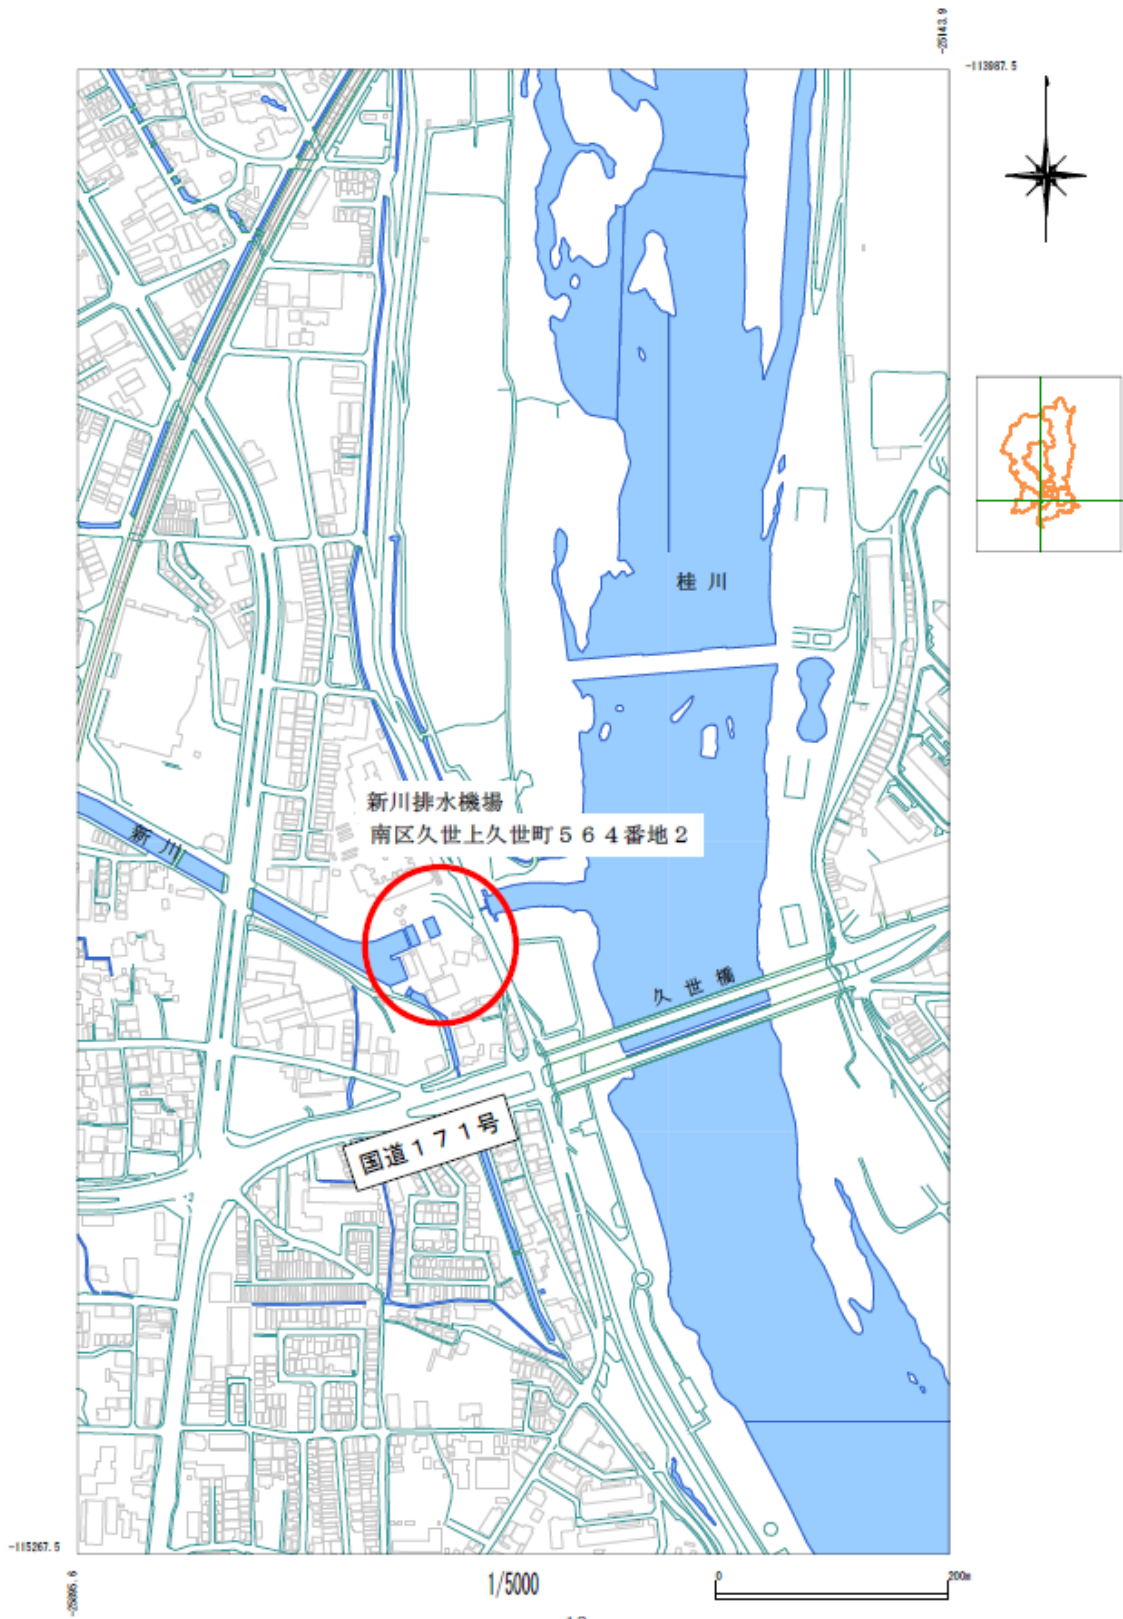 -25143.9
-113987.5
桂川
新川排水機場
南区久世上久世町５６４番地２
新川
久世橋
国道１７１号
-115267.5
1/5000
0
200m